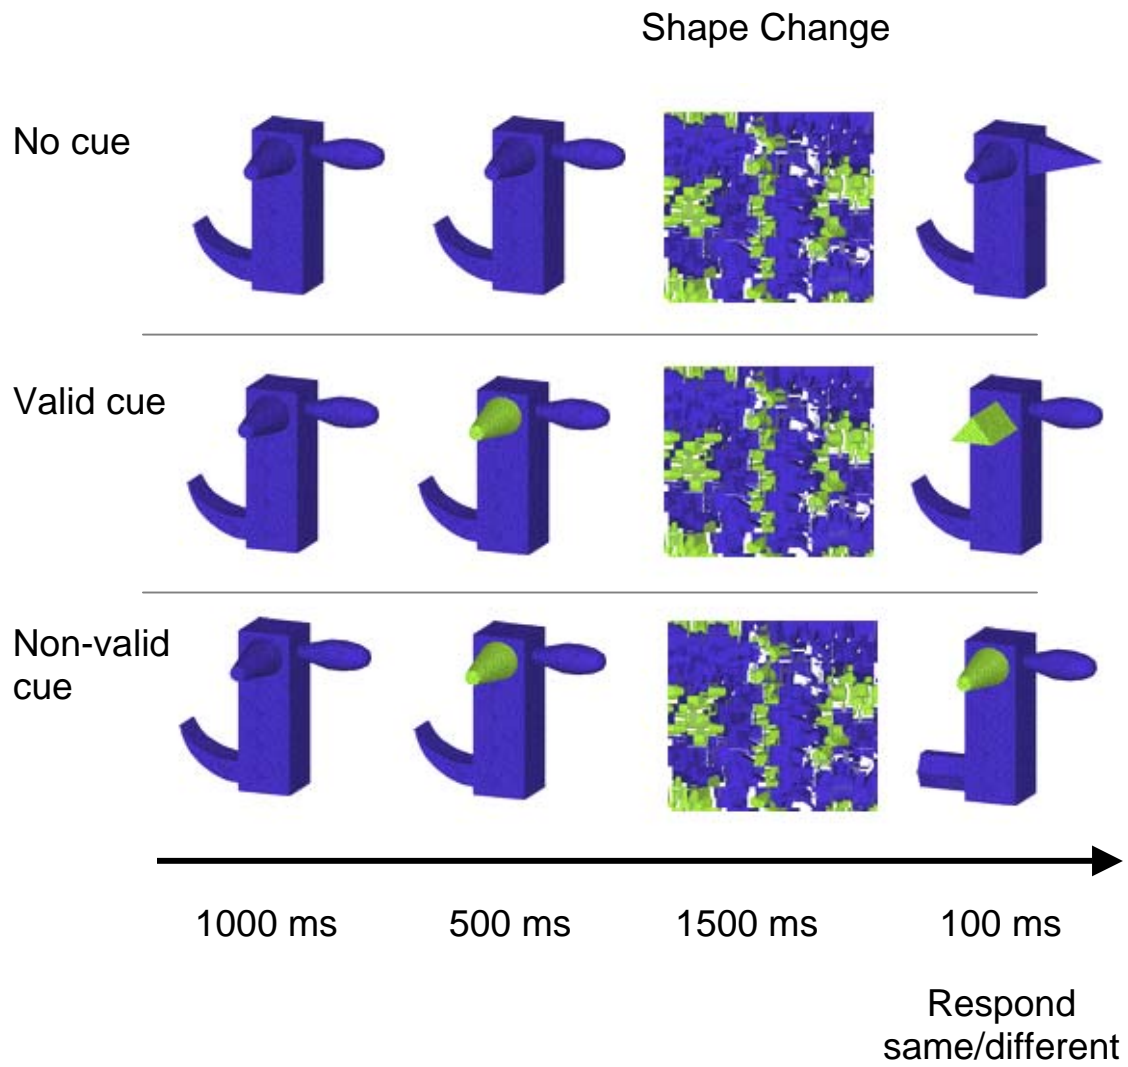 Shape Change
No cue
Valid cue
Non-valid
cue
1000 ms
500 ms
1500 ms
100 ms
Respond
same/different